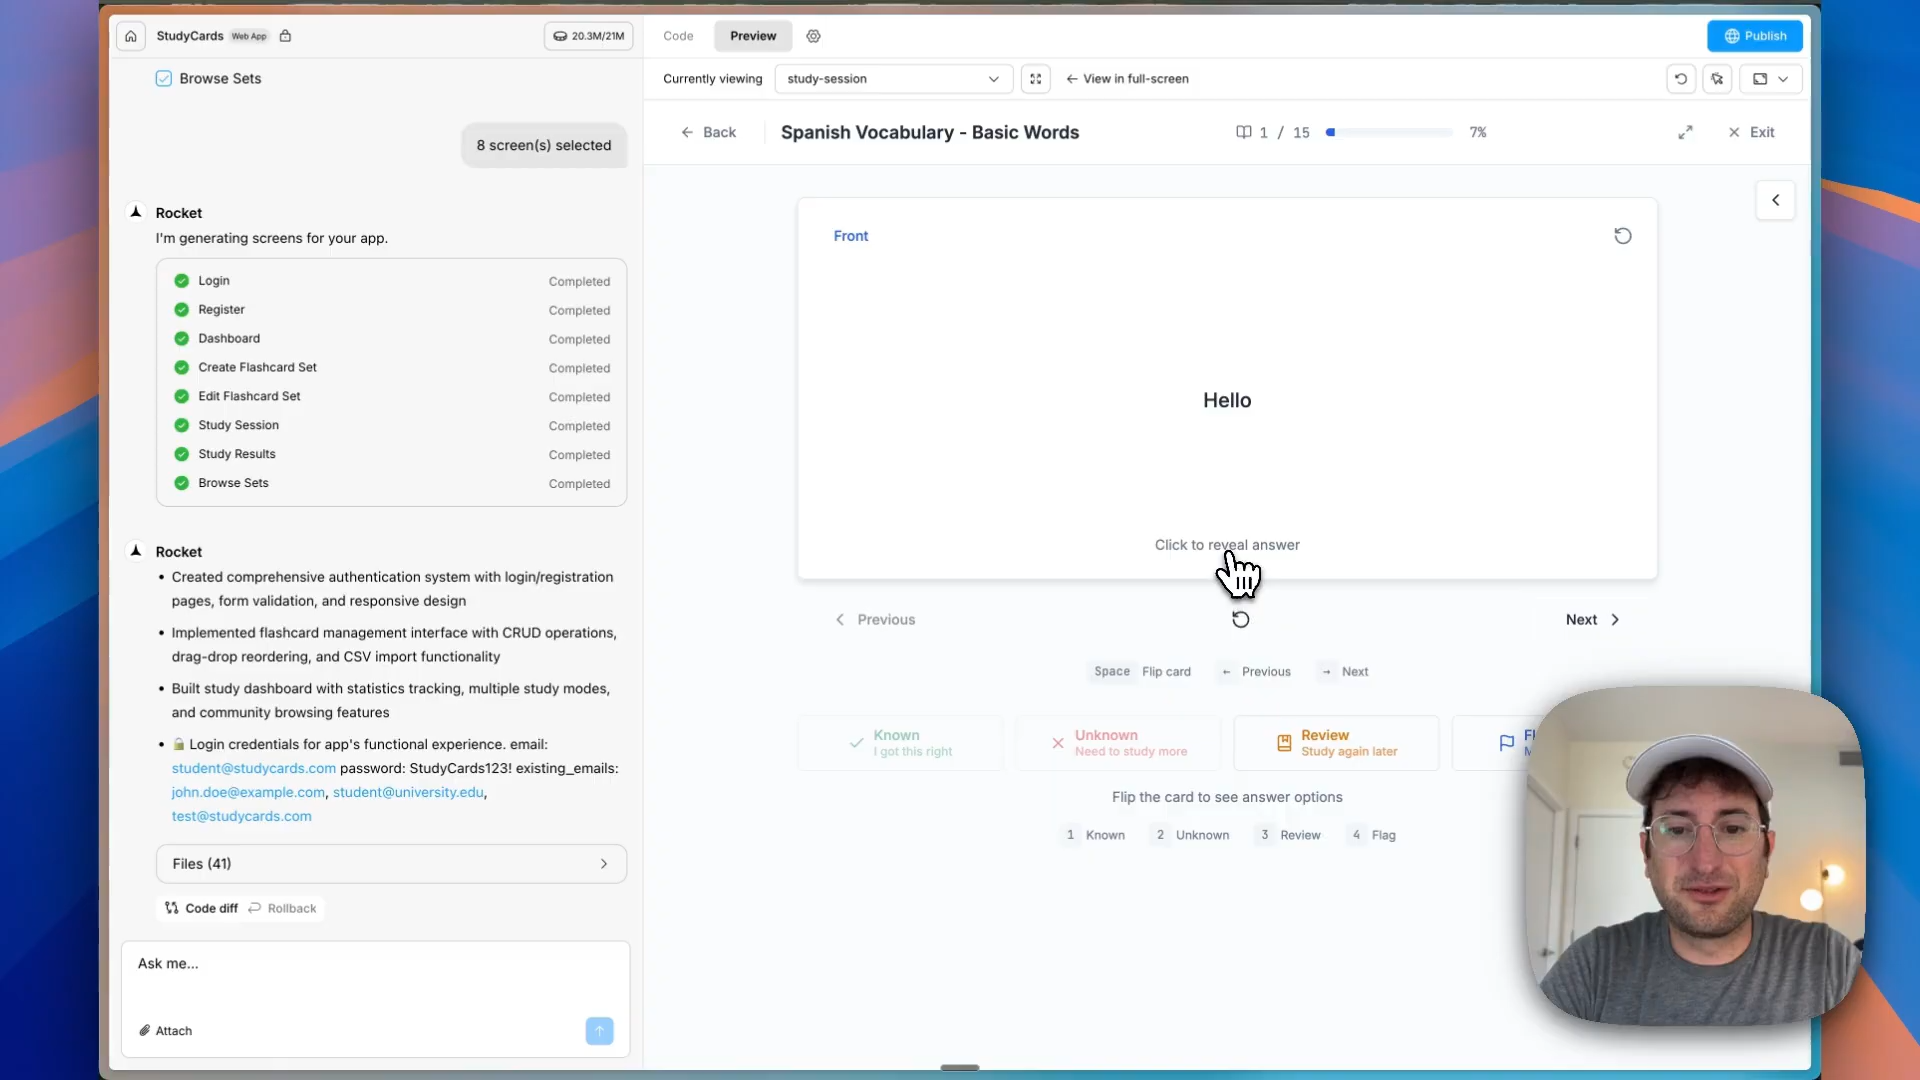 StudyCards Web App
20.3M/21M
Code
Preview
Publish
Browse Sets
Currently viewing
study-session
View in full-screen
8 screen(s) selected
Back
Spanish Vocabulary - Basic Words
1 / 15
7%
Exit
Rocket
I'm generating screens for your app.
Login Completed
Register Completed
Dashboard Completed
Create Flashcard Set Completed
Edit Flashcard Set Completed
Study Session Completed
Study Results Completed
Browse Sets Completed
Rocket
• Created comprehensive authentication system with login/registration
pages, form validation, and responsive design
• Implemented flashcard management interface with CRUD operations,
drag-drop reordering, and CSV import functionality
• Built study dashboard with statistics tracking, multiple study modes,
and community browsing features
• 🔒 Login credentials for app's functional experience. email:
student@studycards.com password: StudyCards123! existing_emails:
john.doe@example.com, student@university.edu,
test@studycards.com
Files (41)
Code diff Rollback
Ask me...
Attach
Front
Hello
Click to reveal answer
Previous
Next
Space Flip card ← Previous → Next
Known
I got this right
Unknown
Need to study more
Review
Study again later
Flip the card to see answer options
1 Known 2 Unknown 3 Review 4 Flag